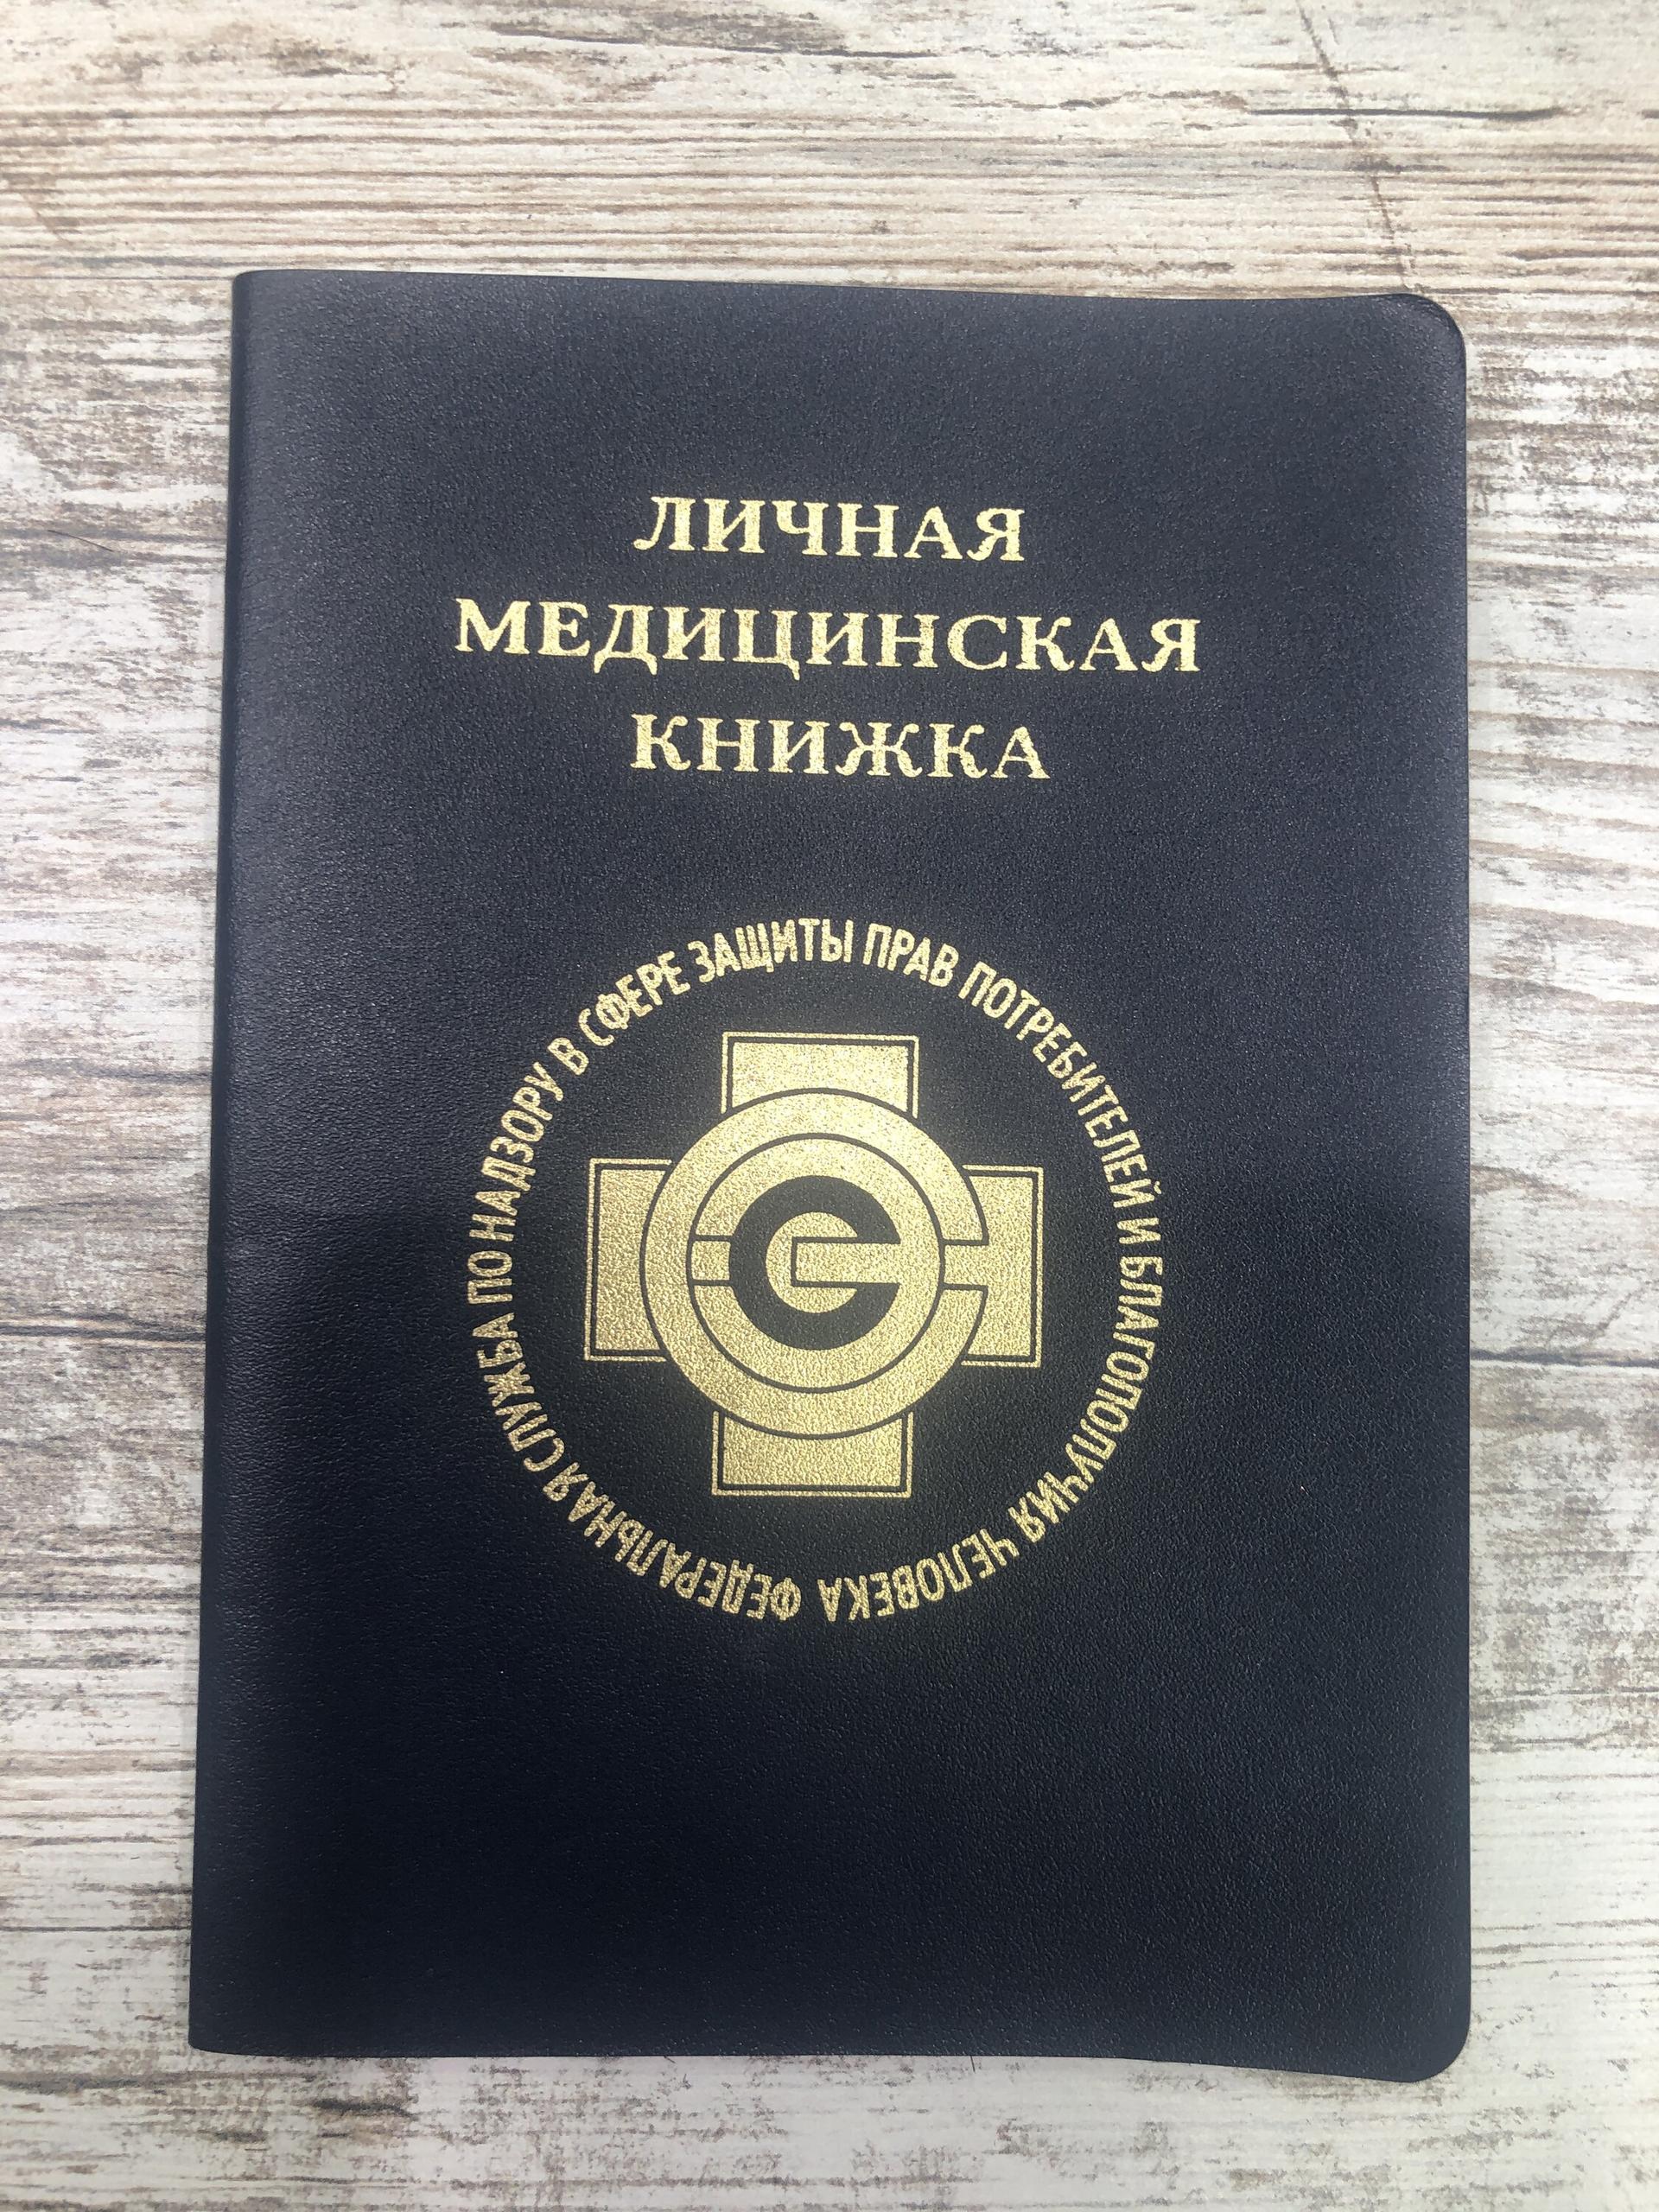 ЛИЧНАЯ
МЕДИЦИНСКАЯ
КНИЖКА
ФЕДЕРАЛЬНАЯ СЛУЖБА ПО НАДЗОРУ В СФЕРЕ ЗАЩИТЫ ПРАВ ПОТРЕБИТЕЛЕЙ И БЛАГОПОЛУЧИЯ ЧЕЛОВЕКА